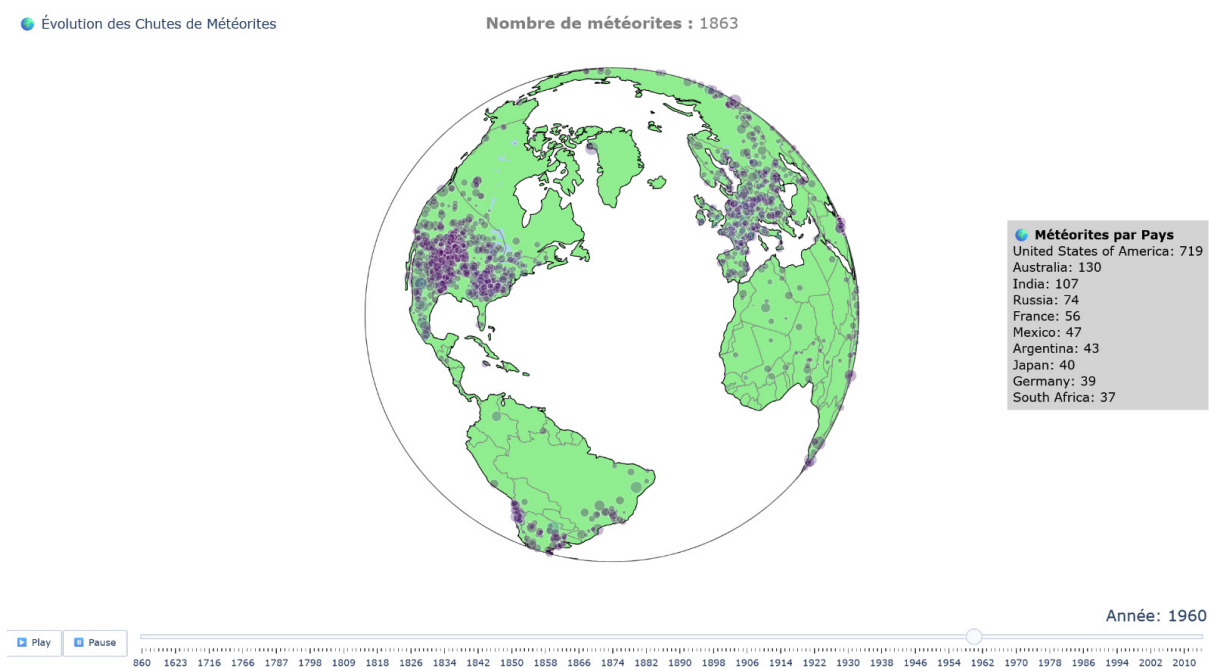 Évolution des Chutes de Météorites
Nombre de météorites : 1863
Météorites par Pays
United States of America: 719
Australia: 130
India: 107
Russia: 74
France: 56
Mexico: 47
Argentina: 43
Japan: 40
Germany: 39
South Africa: 37
Année: 1960
Play Pause
860 1623 1716 1766 1787 1798 1809 1818 1826 1834 1842 1850 1858 1866 1874 1882 1890 1898 1906 1914 1922 1930 1938 1946 1954 1962 1970 1978 1986 1994 2002 2010